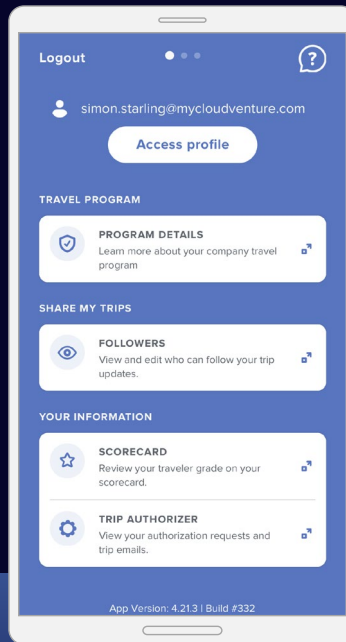 Logout
?
simon.starling@mycloudventure.com
Access profile
TRAVEL PROGRAM
PROGRAM DETAILS
Learn more about your company travel
program
SHARE MY TRIPS
FOLLOWERS
View and edit who can follow your trip
updates.
YOUR INFORMATION
SCORECARD
Review your traveler grade on your
scorecard.
TRIP AUTHORIZER
View your authorization requests and
trip emails.
App Version: 4.21.3 | Build #332